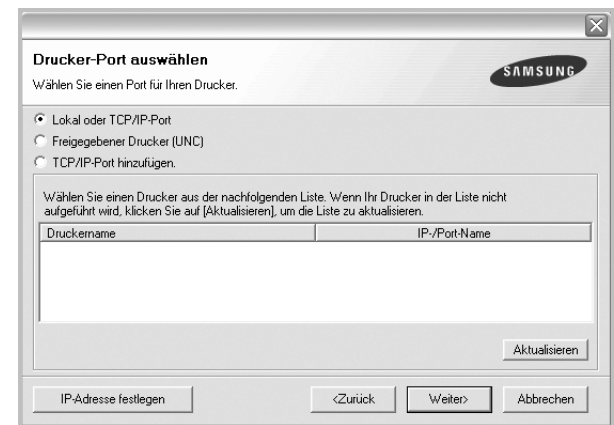 Drucker-Port auswählen
Wählen Sie einen Port für Ihren Drucker.
SAMSUNG
Lokal oder TCP/IP-Port
Freigegebener Drucker (UNC)
TCP/IP-Port hinzufügen.
Wählen Sie einen Drucker aus der nachfolgenden Liste. Wenn Ihr Drucker in der Liste nicht
aufgeführt wird, klicken Sie auf [Aktualisieren], um die Liste zu aktualisieren.
Druckername IP-/Port-Name
Aktualisieren
IP-Adresse festlegen <Zurück Weiter> Abbrechen